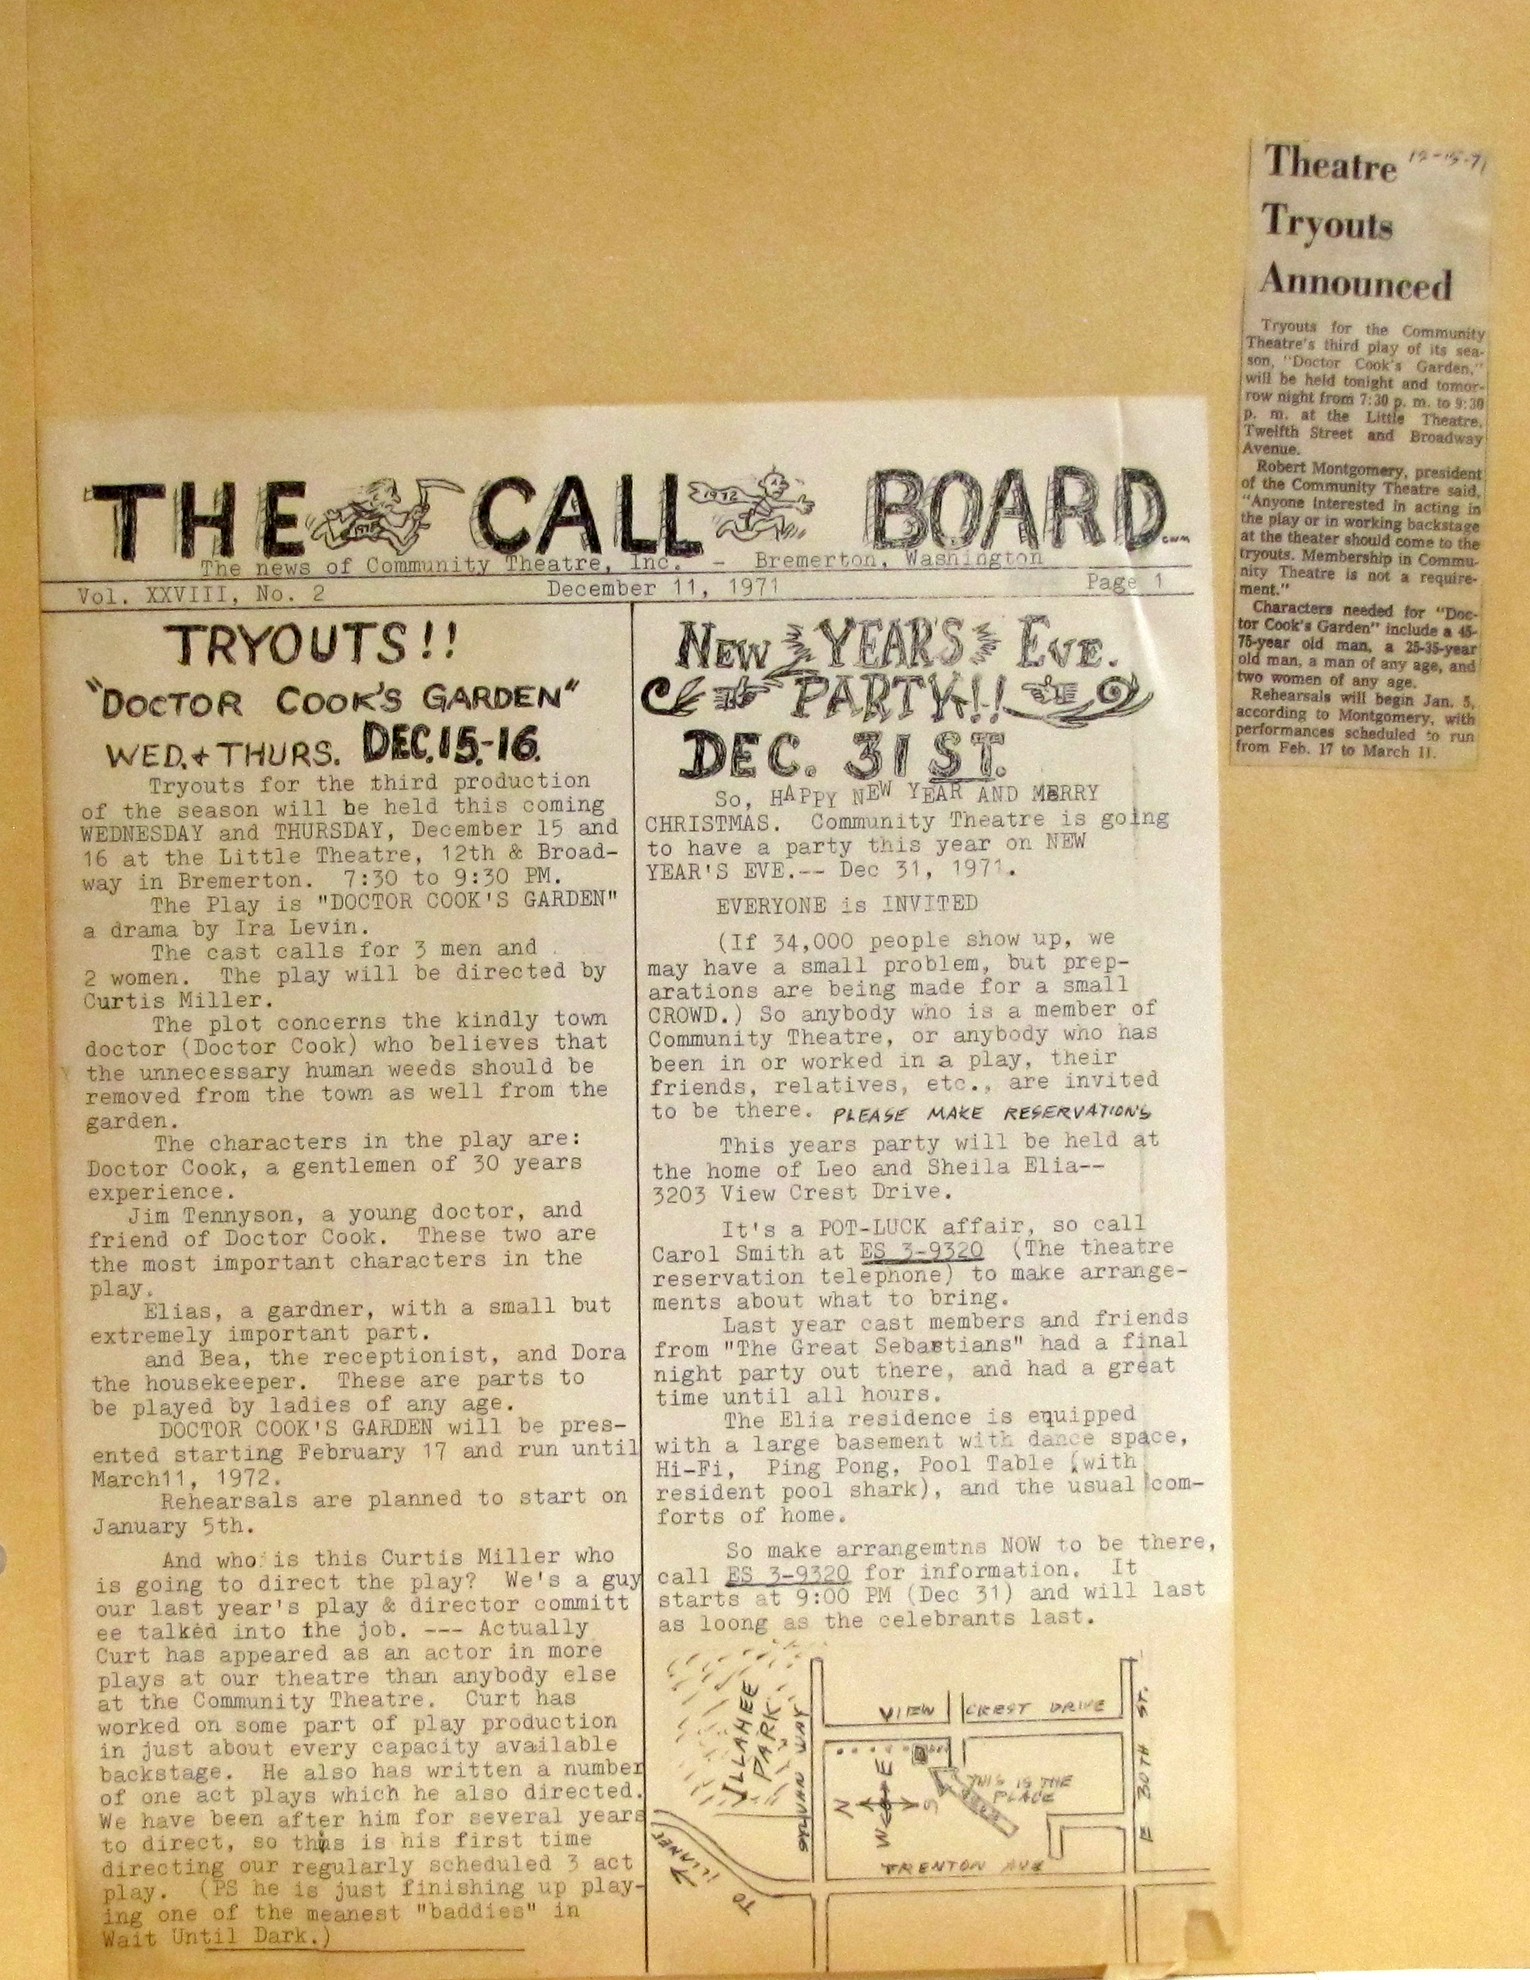 THE CALL BOARD
1972
The news of Community Theatre, Inc. - Bremerton, Washington
Vol. XXVIII, No. 2 December 11, 1971 Page 1
TRYOUTS!!
"DOCTOR COOK'S GARDEN"
WED. + THURS. DEC. 15-16.
Tryouts for the third production
of the season will be held this coming
WEDNESDAY and THURSDAY, December 15 and
16 at the Little Theatre, 12th & Broad-
way in Bremerton. 7:30 to 9:30 PM.
The Play is "DOCTOR COOK'S GARDEN"
a drama by Ira Levin.
The cast calls for 3 men and
2 women. The play will be directed by
Curtis Miller.
The plot concerns the kindly town
doctor (Doctor Cook) who believes that
the unnecessary human weeds should be
removed from the town as well from the
garden.
The characters in the play are:
Doctor Cook, a gentlemen of 30 years
experience.
Jim Tennyson, a young doctor, and
friend of Doctor Cook. These two are
the most important characters in the
play.
Elias, a gardner, with a small but
extremely important part.
and Bea, the receptionist, and Dora
the housekeeper. These are parts to
be played by ladies of any age.
DOCTOR COOK'S GARDEN will be pres-
ented starting February 17 and run until
March11, 1972.
Rehearsals are planned to start on
January 5th.
And who is this Curtis Miller who
is going to direct the play? We's a guy
our last year's play & director committ
ee talked into the job. --- Actually
Curt has appeared as an actor in more
plays at our theatre than anybody else
at the Community Theatre. Curt has
worked on some part of play production
in just about every capacity available
backstage. He also has written a number
of one act plays which he also directed.
We have been after him for several years
to direct, so this is his first time
directing our regularly scheduled 3 act
play. (PS he is just finishing up play-
ing one of the meanest "baddies" in
Wait Until Dark.)
NEW YEAR'S EVE.
PARTY!!
DEC. 31 ST.
So, HAPPY NEW YEAR AND MERRY
CHRISTMAS. Community Theatre is going
to have a party this year on NEW
YEAR'S EVE.-- Dec 31, 1971.
EVERYONE is INVITED
(If 34,000 people show up, we
may have a small problem, but prep-
arations are being made for a small
CROWD.) So anybody who is a member of
Community Theatre, or anybody who has
been in or worked in a play, their
friends, relatives, etc., are invited
to be there. PLEASE MAKE RESERVATIONS
This years party will be held at
the home of Leo and Sheila Elia--
3203 View Crest Drive.
It's a POT-LUCK affair, so call
Carol Smith at ES 3-9320 (The theatre
reservation telephone) to make arrange-
ments about what to bring.
Last year cast members and friends
from "The Great Sebastians" had a final
night party out there, and had a great
time until all hours.
The Elia residence is equipped
with a large basement with dance space,
Hi-Fi, Ping Pong, Pool Table (with
resident pool shark), and the usual com-
forts of home.
So make arrangemtns NOW to be there,
call ES 3-9320 for information. It
starts at 9:00 PM (Dec 31) and will last
as loong as the celebrants last.
ILLAHEE
PARK
SYLVAN WAY
VIEW CREST DRIVE
E 30TH ST.
THIS IS THE
PLACE
N
E
S
W
TRENTON AVE
TO ILLAHEE
Theatre 12-15-71
Tryouts
Announced
Tryouts for the Community
Theatre's third play of its sea-
son, "Doctor Cook's Garden,"
will be held tonight and tomor-
row night from 7:30 p. m. to 9:30
p. m. at the Little Theatre,
Twelfth Street and Broadway
Avenue.
Robert Montgomery, president
of the Community Theatre said,
"Anyone interested in acting in
the play or in working backstage
at the theater should come to the
tryouts. Membership in Commu-
nity Theatre is not a require-
ment."
Characters needed for "Doc-
tor Cook's Garden" include a 45-
75-year old man, a 25-35-year
old man, a man of any age, and
two women of any age.
Rehearsals will begin Jan. 5,
according to Montgomery, with
performances scheduled to run
from Feb. 17 to March 11.